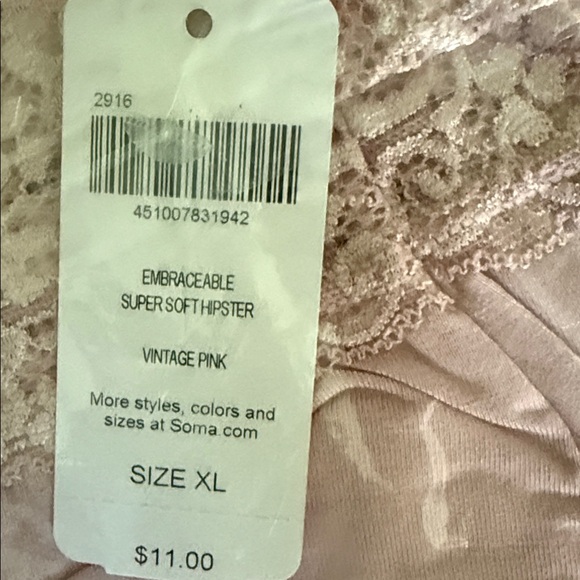 2916
451007831942
EMBRACEABLE
SUPER SOFT HIPSTER
VINTAGE PINK
More styles, colors and
sizes at Soma.com
SIZE XL
$11.00